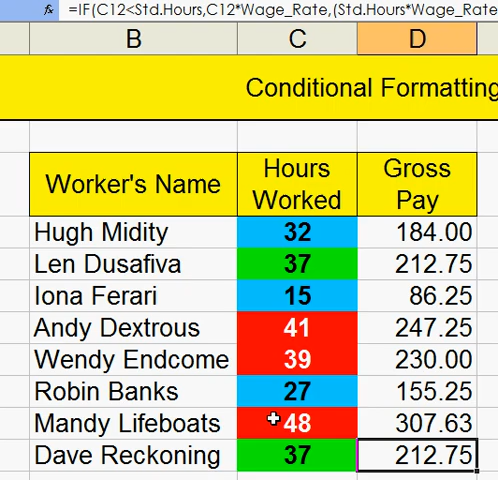 =IF(C12<Std.Hours,C12*Wage_Rate,(Std.Hours*Wage_Rate
B C D
Conditional Formatting
Worker's Name Hours Worked Gross Pay
Hugh Midity 32 184.00
Len Dusafiva 37 212.75
Iona Ferari 15 86.25
Andy Dextrous 41 247.25
Wendy Endcome 39 230.00
Robin Banks 27 155.25
Mandy Lifeboats 48 307.63
Dave Reckoning 37 212.75